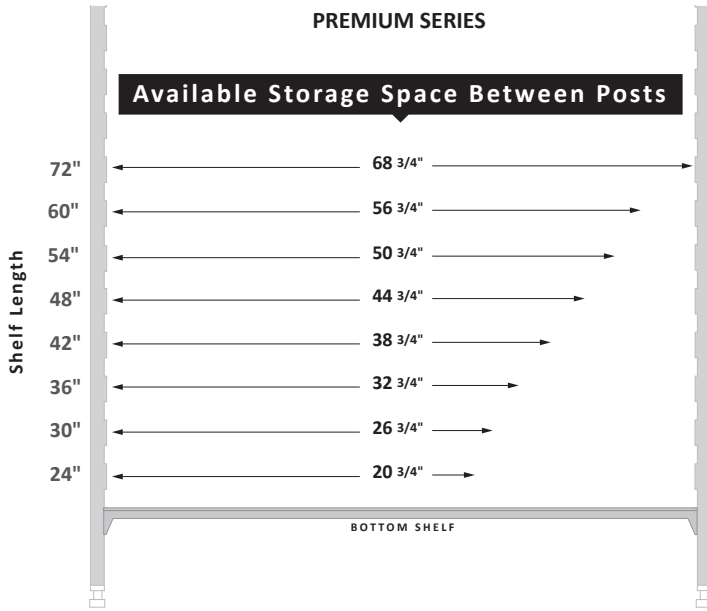 PREMIUM SERIES
Available Storage Space Between Posts
Shelf Length
72" 68 3/4"
60" 56 3/4"
54" 50 3/4"
48" 44 3/4"
42" 38 3/4"
36" 32 3/4"
30" 26 3/4"
24" 20 3/4"
BOTTOM SHELF